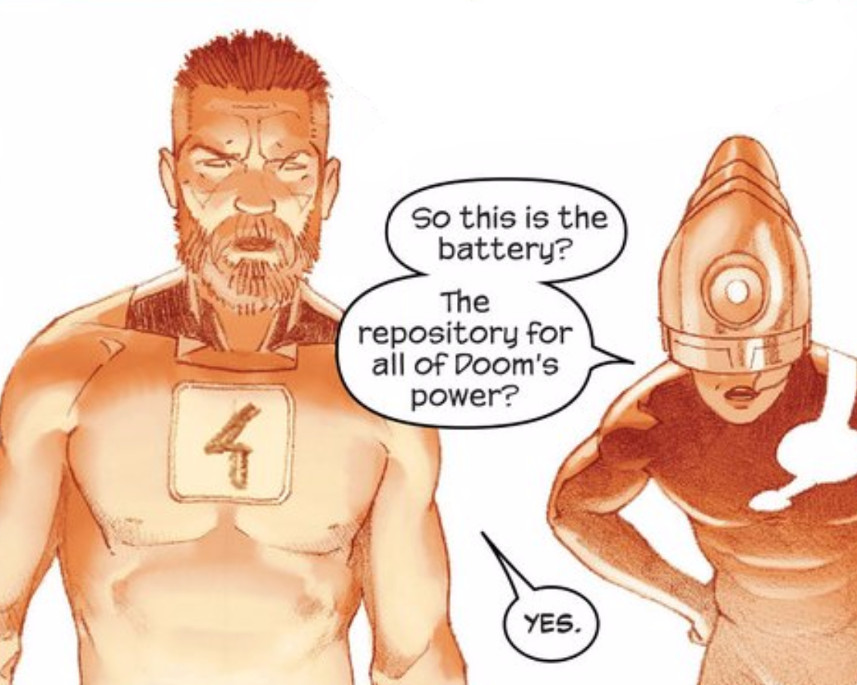 So this is the
battery?
The
repository for
all of Doom's
power?
4
YES.